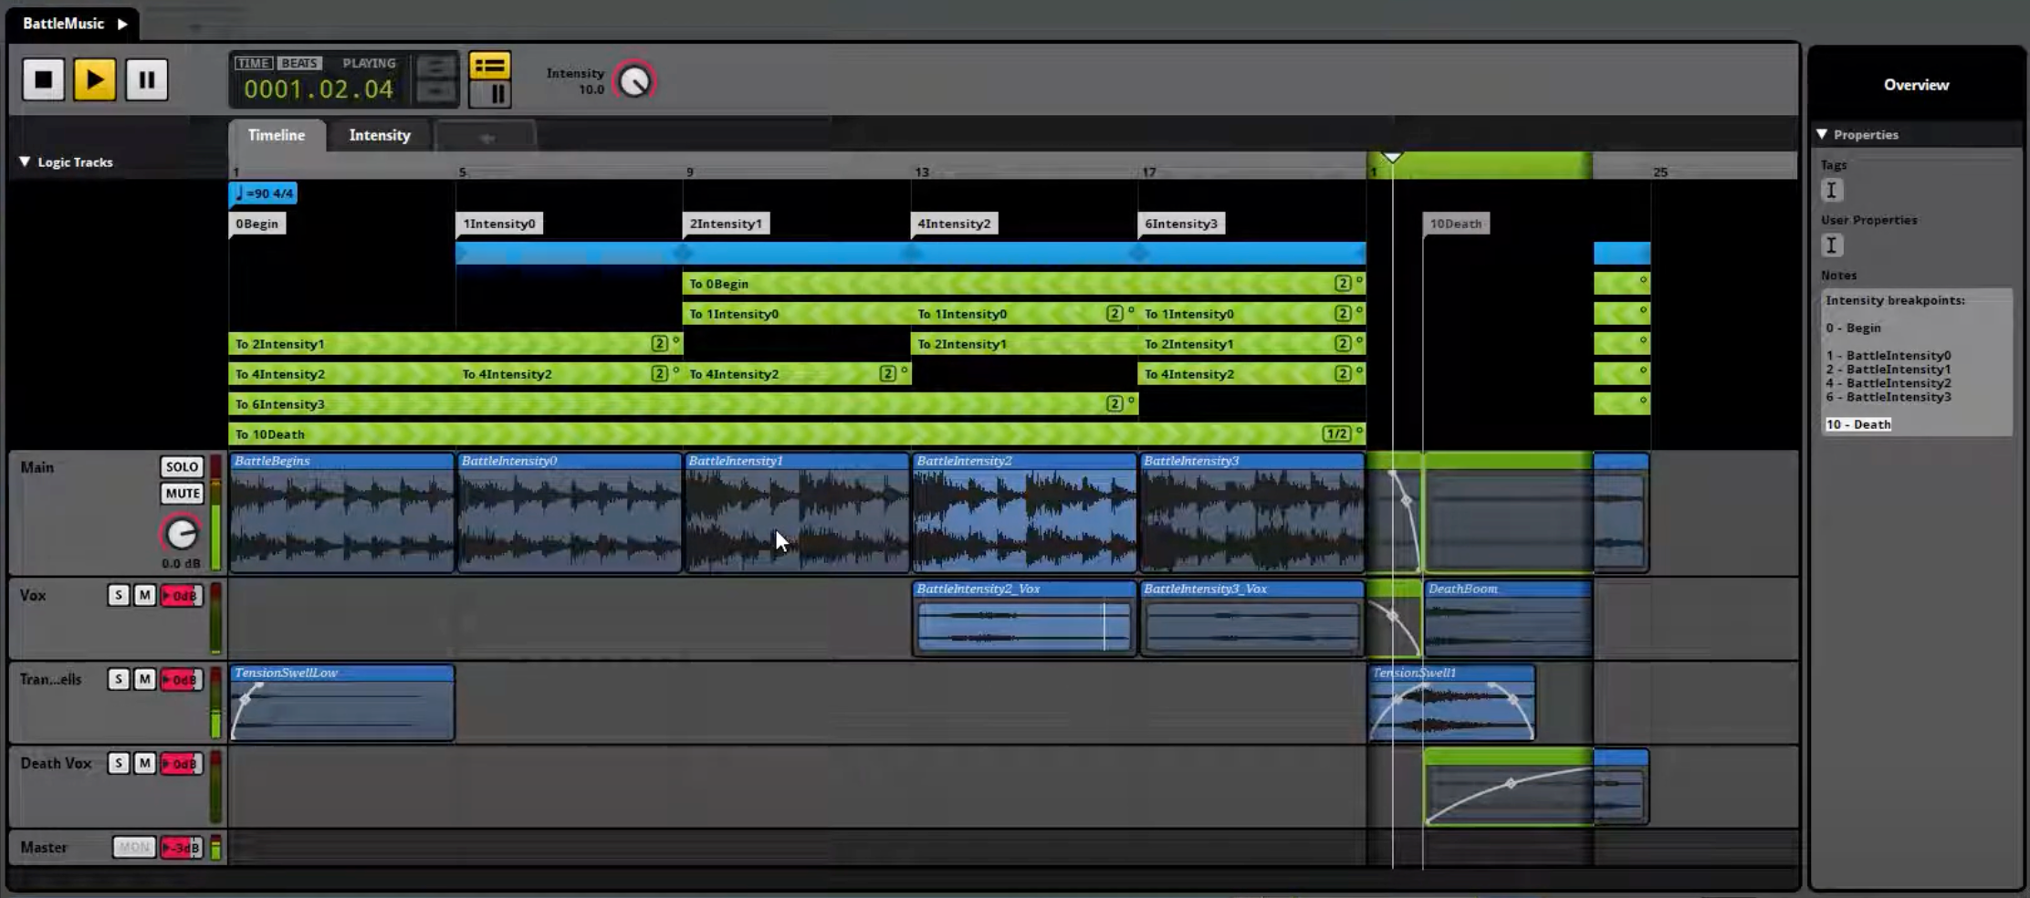 BattleMusic
TIME BEATS PLAYING
0001.02.04
Intensity
10.0
Overview
Timeline Intensity
Properties
Logic Tracks
1 5 9 13 17 1 25
Tags
=90 4/4
0Begin 1Intensity0 2Intensity1 4Intensity2 6Intensity3 10Death
User Properties
Notes
To 0Begin 2
Intensity breakpoints:
To 1Intensity0 To 1Intensity0 2 To 1Intensity0 2
0 - Begin
To 2Intensity1 2 To 2Intensity1 To 2Intensity1 2
1 - BattleIntensity0
2 - BattleIntensity1
To 4Intensity2 To 4Intensity2 2 To 4Intensity2 2 To 4Intensity2 2
4 - BattleIntensity2
6 - BattleIntensity3
To 6Intensity3 2
10 - Death
To 10Death 1/2
Main SOLO
BattleBegins BattleIntensity0 BattleIntensity1 BattleIntensity2 BattleIntensity3
MUTE
0.0 dB
Vox S M 0dB
BattleIntensity2_Vox BattleIntensity3_Vox DeathBoom
Tran...ells S M 0dB
TensionSwellLow TensionSwell1
Death Vox S M 0dB
Master MON -3dB